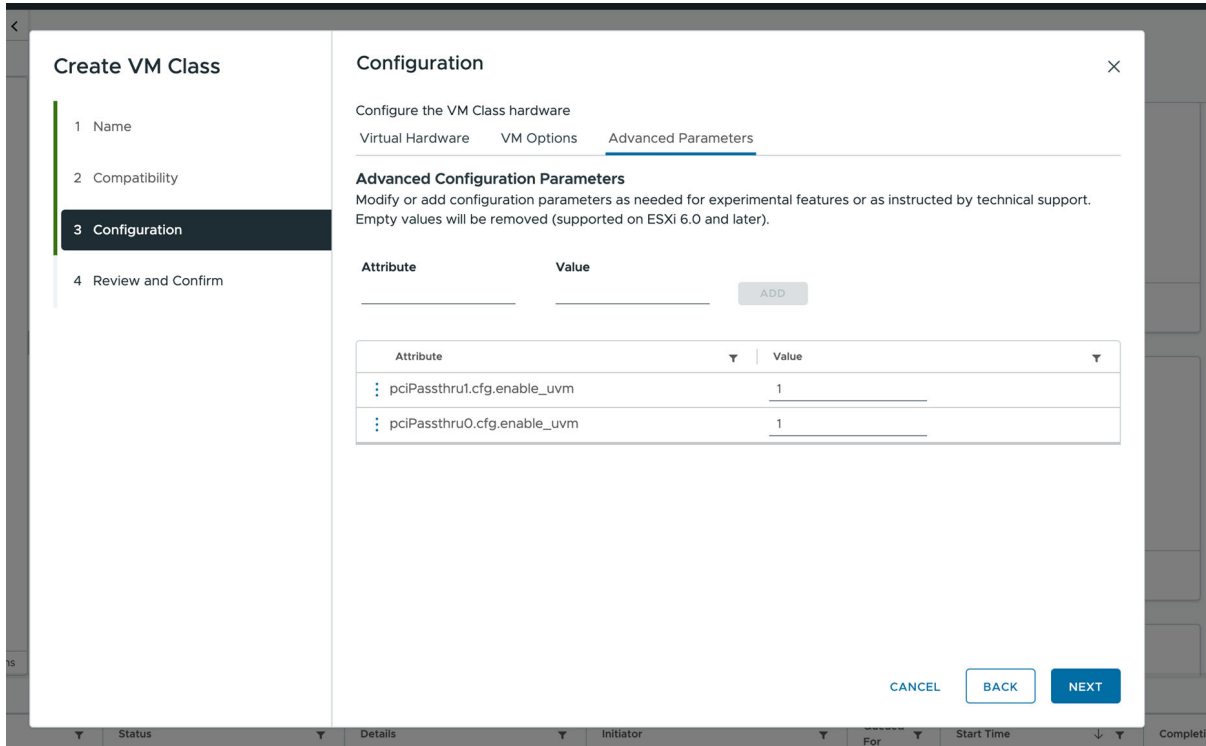 Create VM Class
1 Name
2 Compatibility
3 Configuration
4 Review and Confirm
Configuration
Configure the VM Class hardware
Virtual Hardware VM Options Advanced Parameters
Advanced Configuration Parameters
Modify or add configuration parameters as needed for experimental features or as instructed by technical support.
Empty values will be removed (supported on ESXi 6.0 and later).
Attribute Value
ADD
Attribute Value
pciPassthru1.cfg.enable_uvm 1
pciPassthru0.cfg.enable_uvm 1
CANCEL BACK NEXT
Status Details Initiator For Start Time